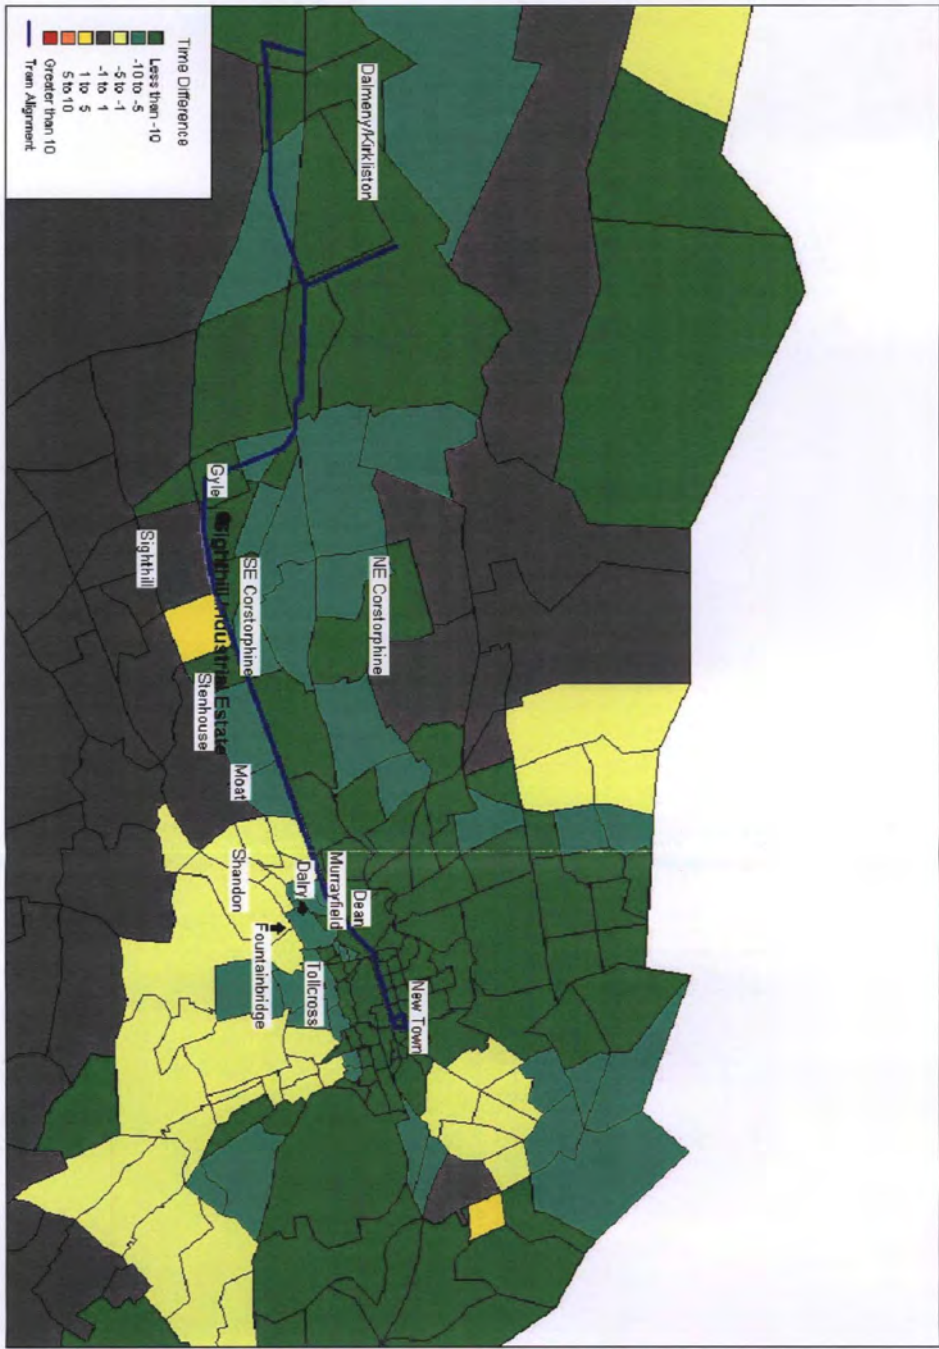 Time Difference
Less than -10
-10 to -5
-5 to -1
-1 to 1
1 to 5
5 to 10
Greater than 10
Tram Alignment
Dalmeny/Kirkliston
Gyle
Sighthill
Sighthill Industrial Estate
SE Corstorphine
NE Corstorphine
Stenhouse
Moat
Shandon
Dalry
Murrayfield
Dean
Fountainbridge
Tollcross
New Town